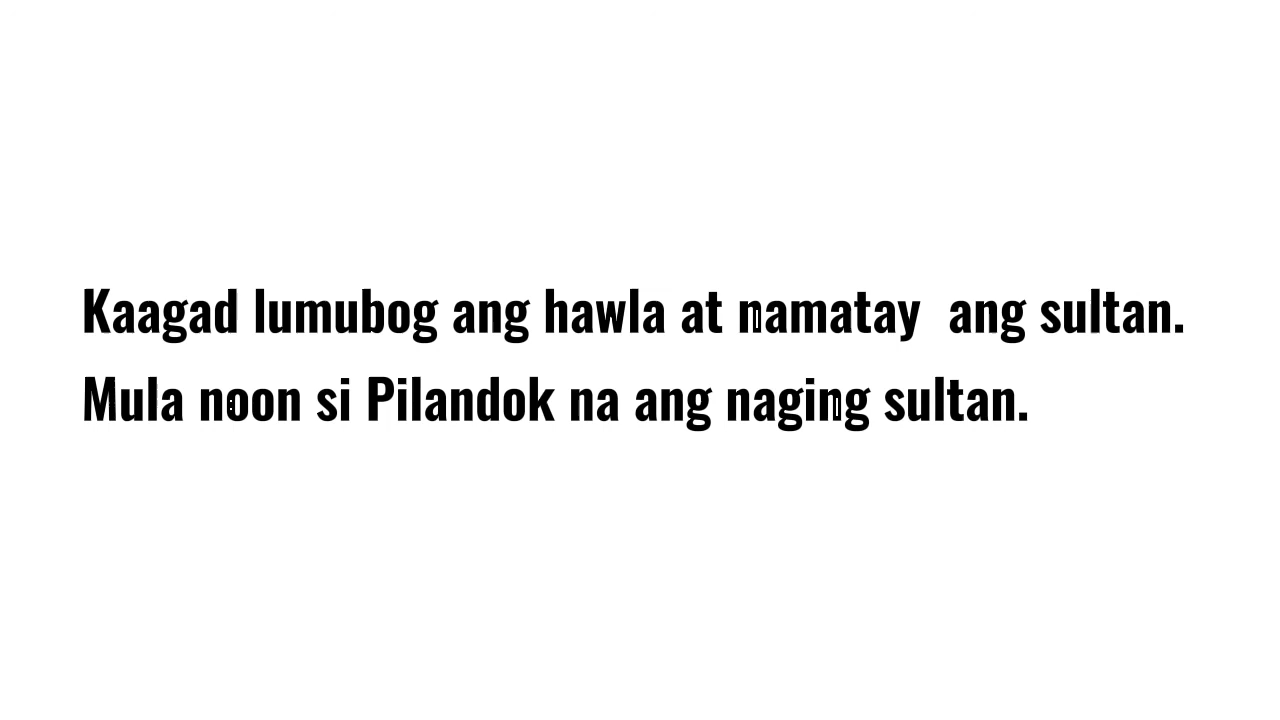 Kaagad lumubog ang hawla at namatay  ang sultan.
Mula noon si Pilandok na ang naging sultan.